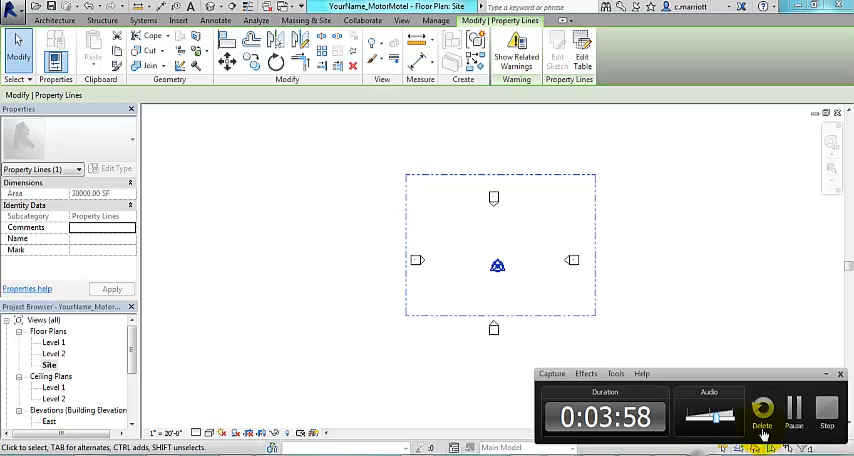 YourName_MotorMotel - Floor Plan: Site
c.marriott
Architecture Structure Systems Insert Annotate Analyze Massing & Site Collaborate View Manage Modify | Property Lines
Modify
Properties
Paste
Cope
Cut
Join
Show Related Warnings
Edit Sketch
Edit Table
Select Properties Clipboard Geometry Modify View Measure Create Warning Property Lines
Modify | Property Lines
Properties
Property Lines (1)
Edit Type
Dimensions
Area 30000.00 SF
Identity Data
Subcategory Property Lines
Comments
Name
Mark
Properties help
Apply
Project Browser - YourName_Motor...
Views (all)
Floor Plans
Level 1
Level 2
Site
Ceiling Plans
Level 1
Level 2
Elevations (Building Elevation
East
1" = 20'-0"
Click to select, TAB for alternates, CTRL adds, SHIFT unselects.
:0
Main Model
:1
Capture Effects Tools Help
Duration
0:03:58
Audio
Delete
Pause
Stop